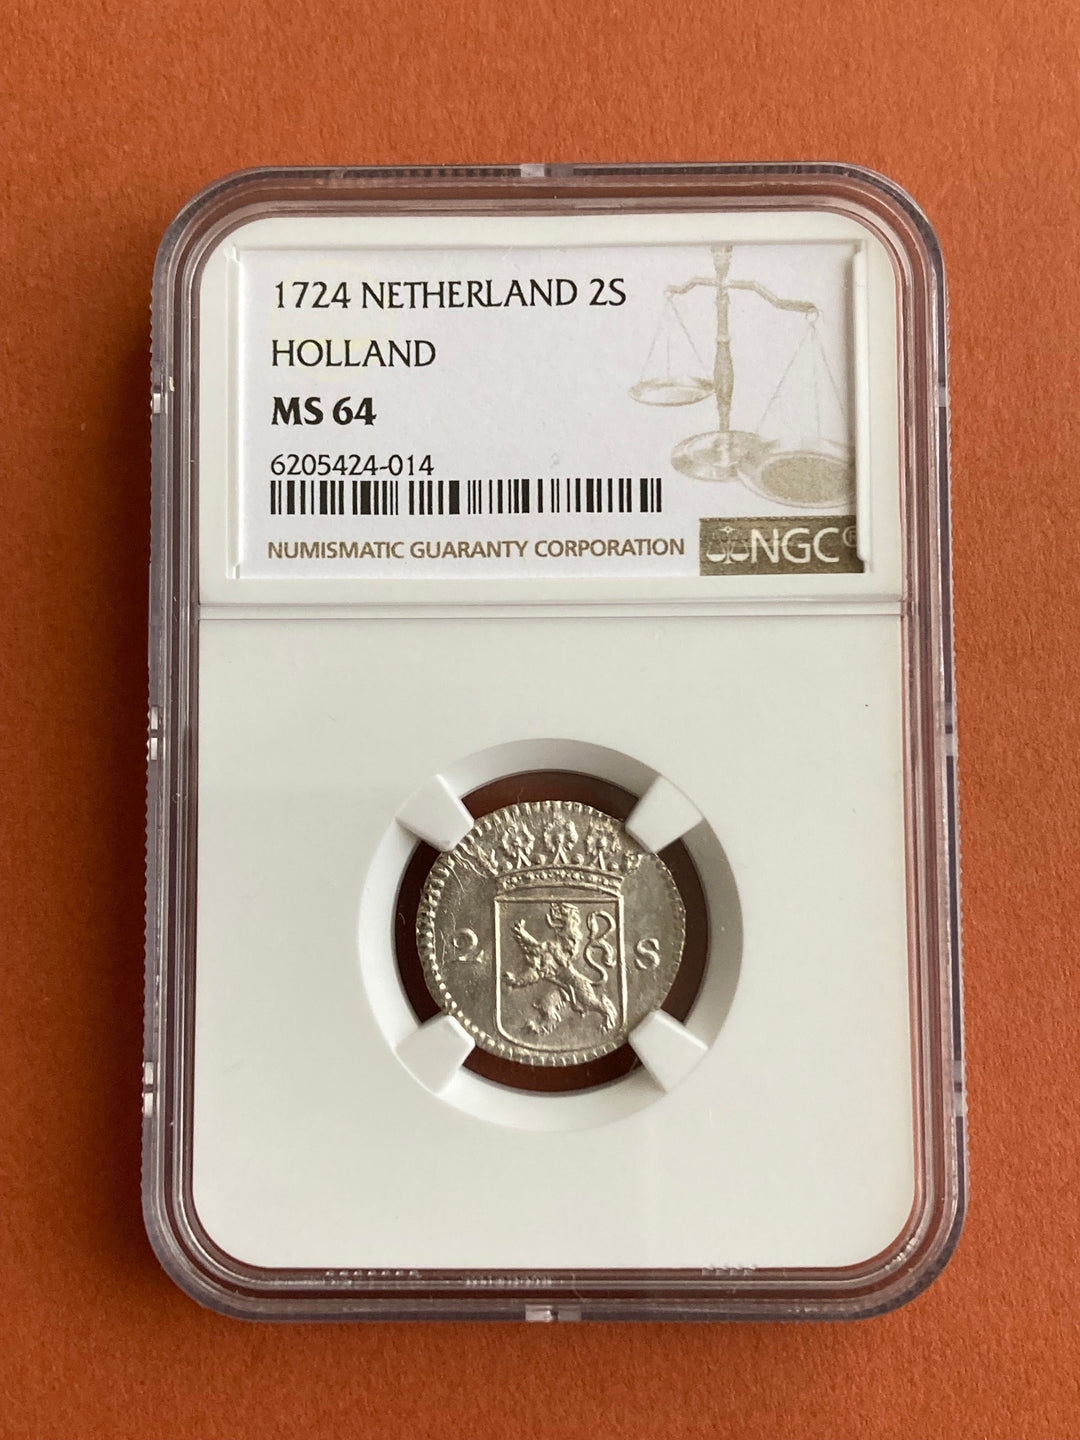 1724 NETHERLAND 2S
HOLLAND
MS 64
6205424-014
NUMISMATIC GUARANTY CORPORATION
NGC®
2 S